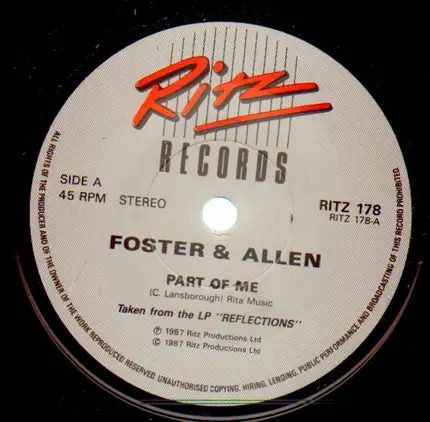 Ritz
RECORDS
SIDE A
45 RPM STEREO
RITZ 178
RITZ 178-A
FOSTER & ALLEN
PART OF ME
(C. Lansborough) Rita Music
Taken from the LP "REFLECTIONS"
℗ 1987 Ritz Productions Ltd
© 1987 Ritz Productions Ltd
ALL RIGHTS OF THE PRODUCER AND OF THE OWNER OF THE WORK REPRODUCED RESERVED UNAUTHORISED COPYING, HIRING, LENDING, PUBLIC PERFORMANCE AND BROADCASTING OF THIS RECORD PROHIBITED.